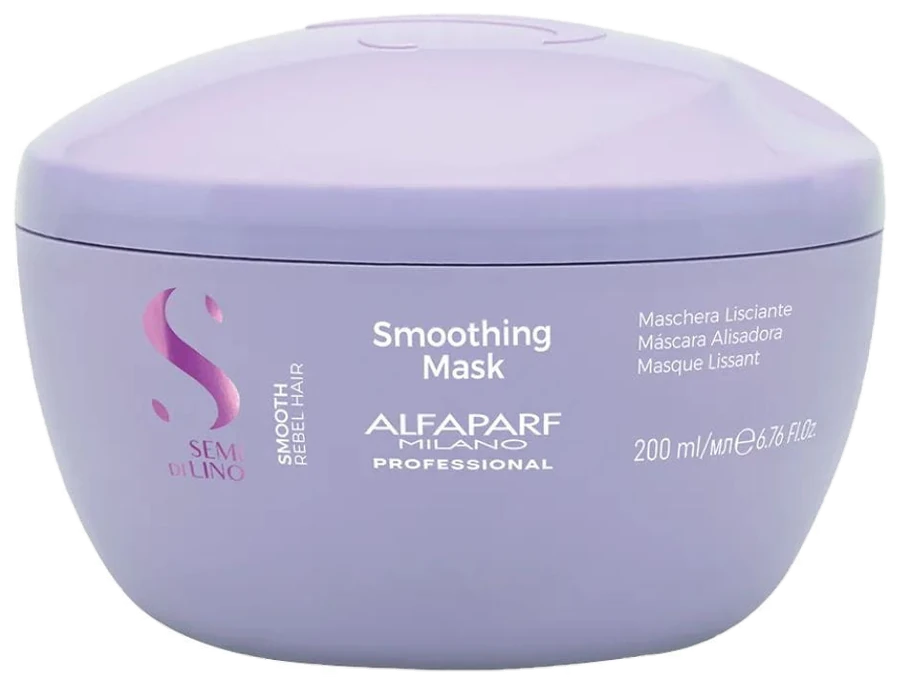 SEMI
DI LINO
SMOOTH
REBEL HAIR
Smoothing
Mask
ALFAPARF
MILANO
PROFESSIONAL
Maschera Lisciante
Máscara Alisadora
Masque Lissant
200 ml/мл℮6.76 Fl.Oz.